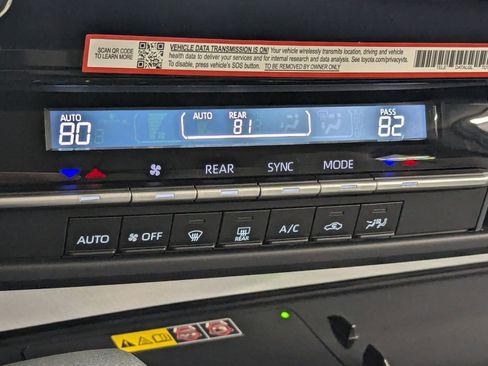 SCAN QR CODE
TO LEARN MORE
VEHICLE DATA TRANSMISSION IS ON! Your vehicle wirelessly transmits location, driving and vehicle
health data to deliver your services and for internal research and data analysis. See toyota.com/privacyvts.
To disable, press vehicle's SOS button. TO BE REMOVED BY OWNER ONLY
AUTO
80
AUTO REAR
81
PASS
82
REAR SYNC MODE
AUTO OFF REAR A/C